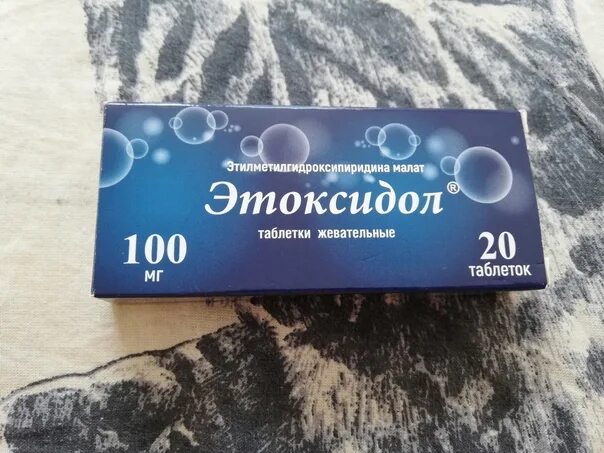 Этилметилгидроксипиридина малат
Этоксидол®
таблетки жевательные
100
мг
20
таблеток